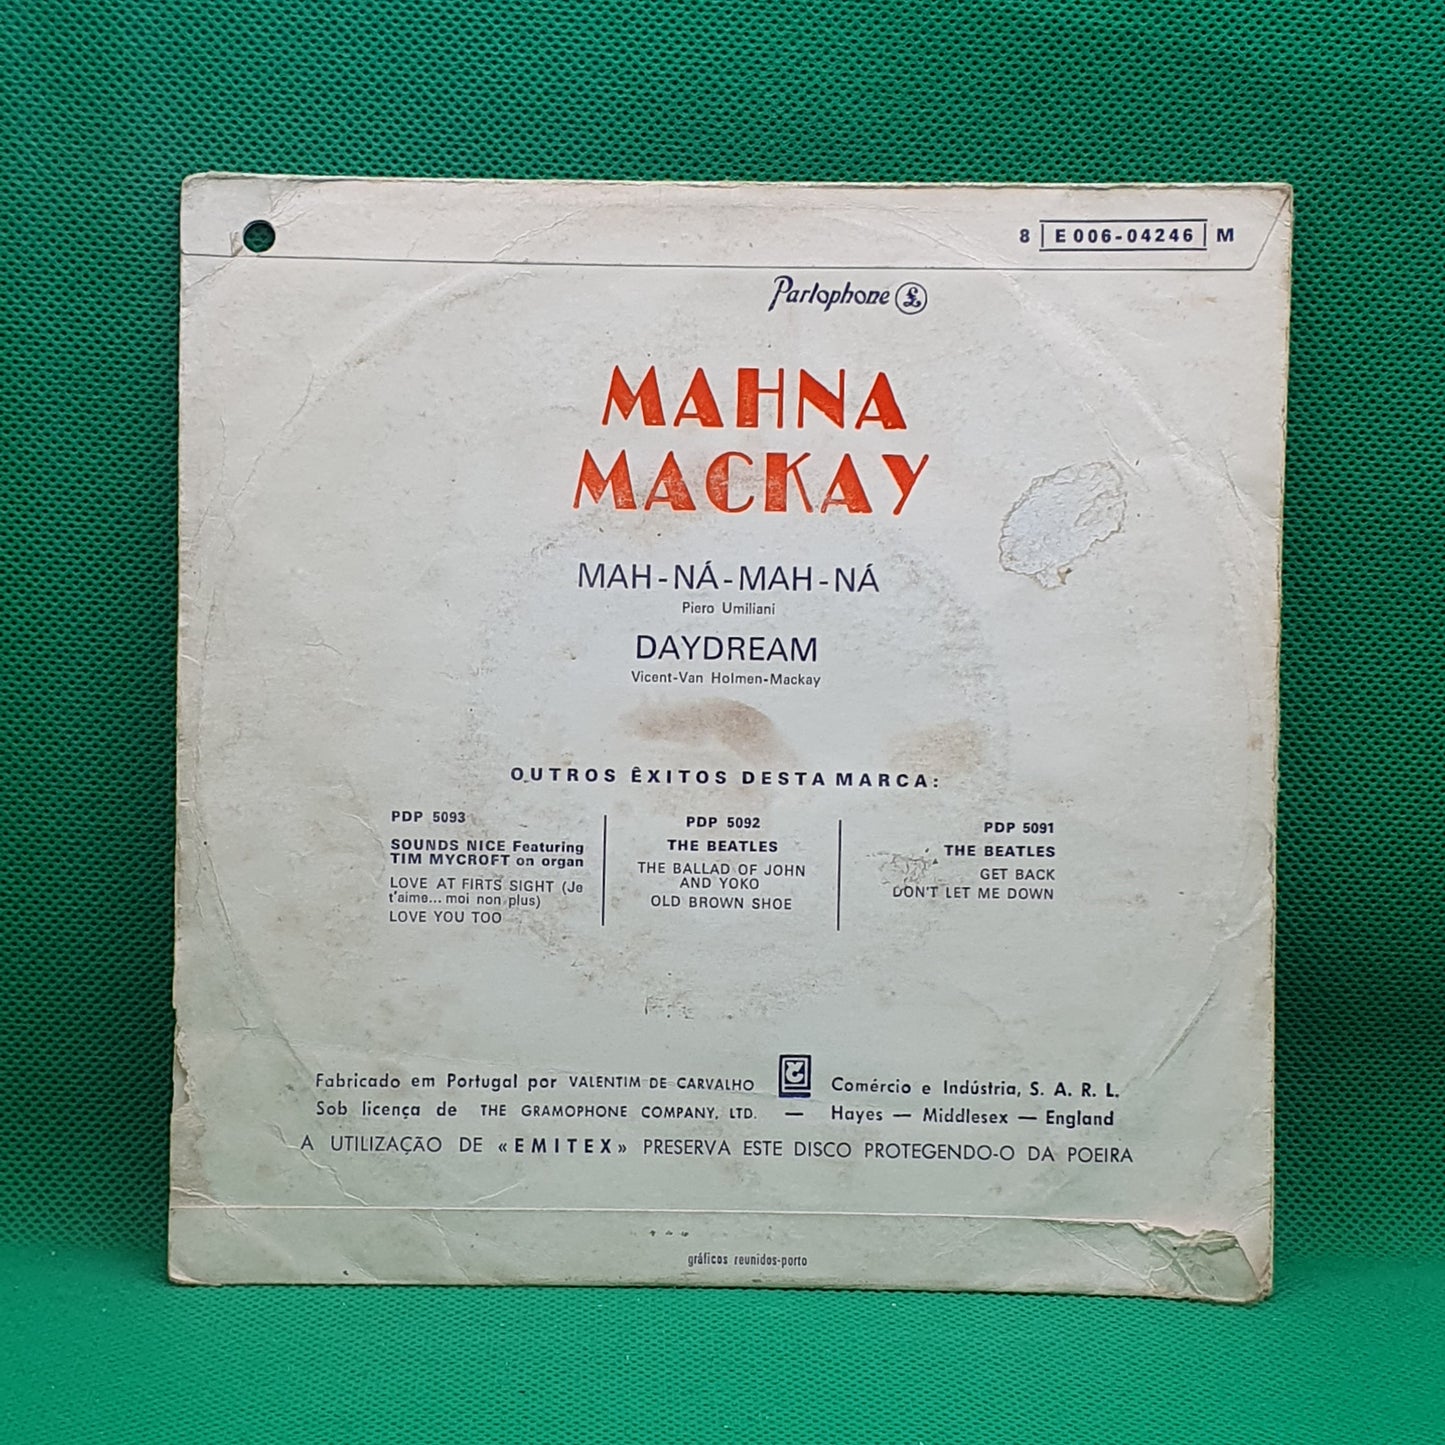 8 E 006-04246 M
Parlophone £
MAHNA
MACKAY
MAH-NÁ-MAH-NÁ
Piero Umiliani
DAYDREAM
Vicent-Van Holmen-Mackay
OUTROS ÊXITOS DESTA MARCA:
PDP 5093
SOUNDS NICE Featuring
TIM MYCROFT on organ
LOVE AT FIRTS SIGHT (Je
t'aime... moi non plus)
LOVE YOU TOO
PDP 5092
THE BEATLES
THE BALLAD OF JOHN
AND YOKO
OLD BROWN SHOE
PDP 5091
THE BEATLES
GET BACK
DON'T LET ME DOWN
Fabricado em Portugal por VALENTIM DE CARVALHO Comércio e Indústria, S. A. R. L.
Sob licença de THE GRAMOPHONE COMPANY, LTD. — Hayes — Middlesex — England
A UTILIZAÇÃO DE «EMITEX» PRESERVA ESTE DISCO PROTEGENDO-O DA POEIRA
gráficos reunidos-porto